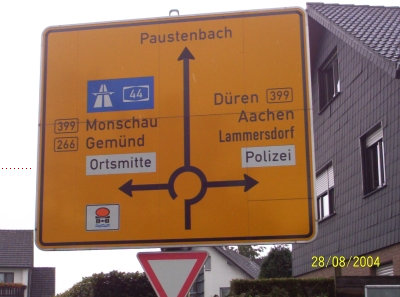 Paustenbach
44
399 Monschau
266 Gemünd
Ortsmitte
Düren 399
Aachen
Lammersdorf
Polizei
28/08/2004